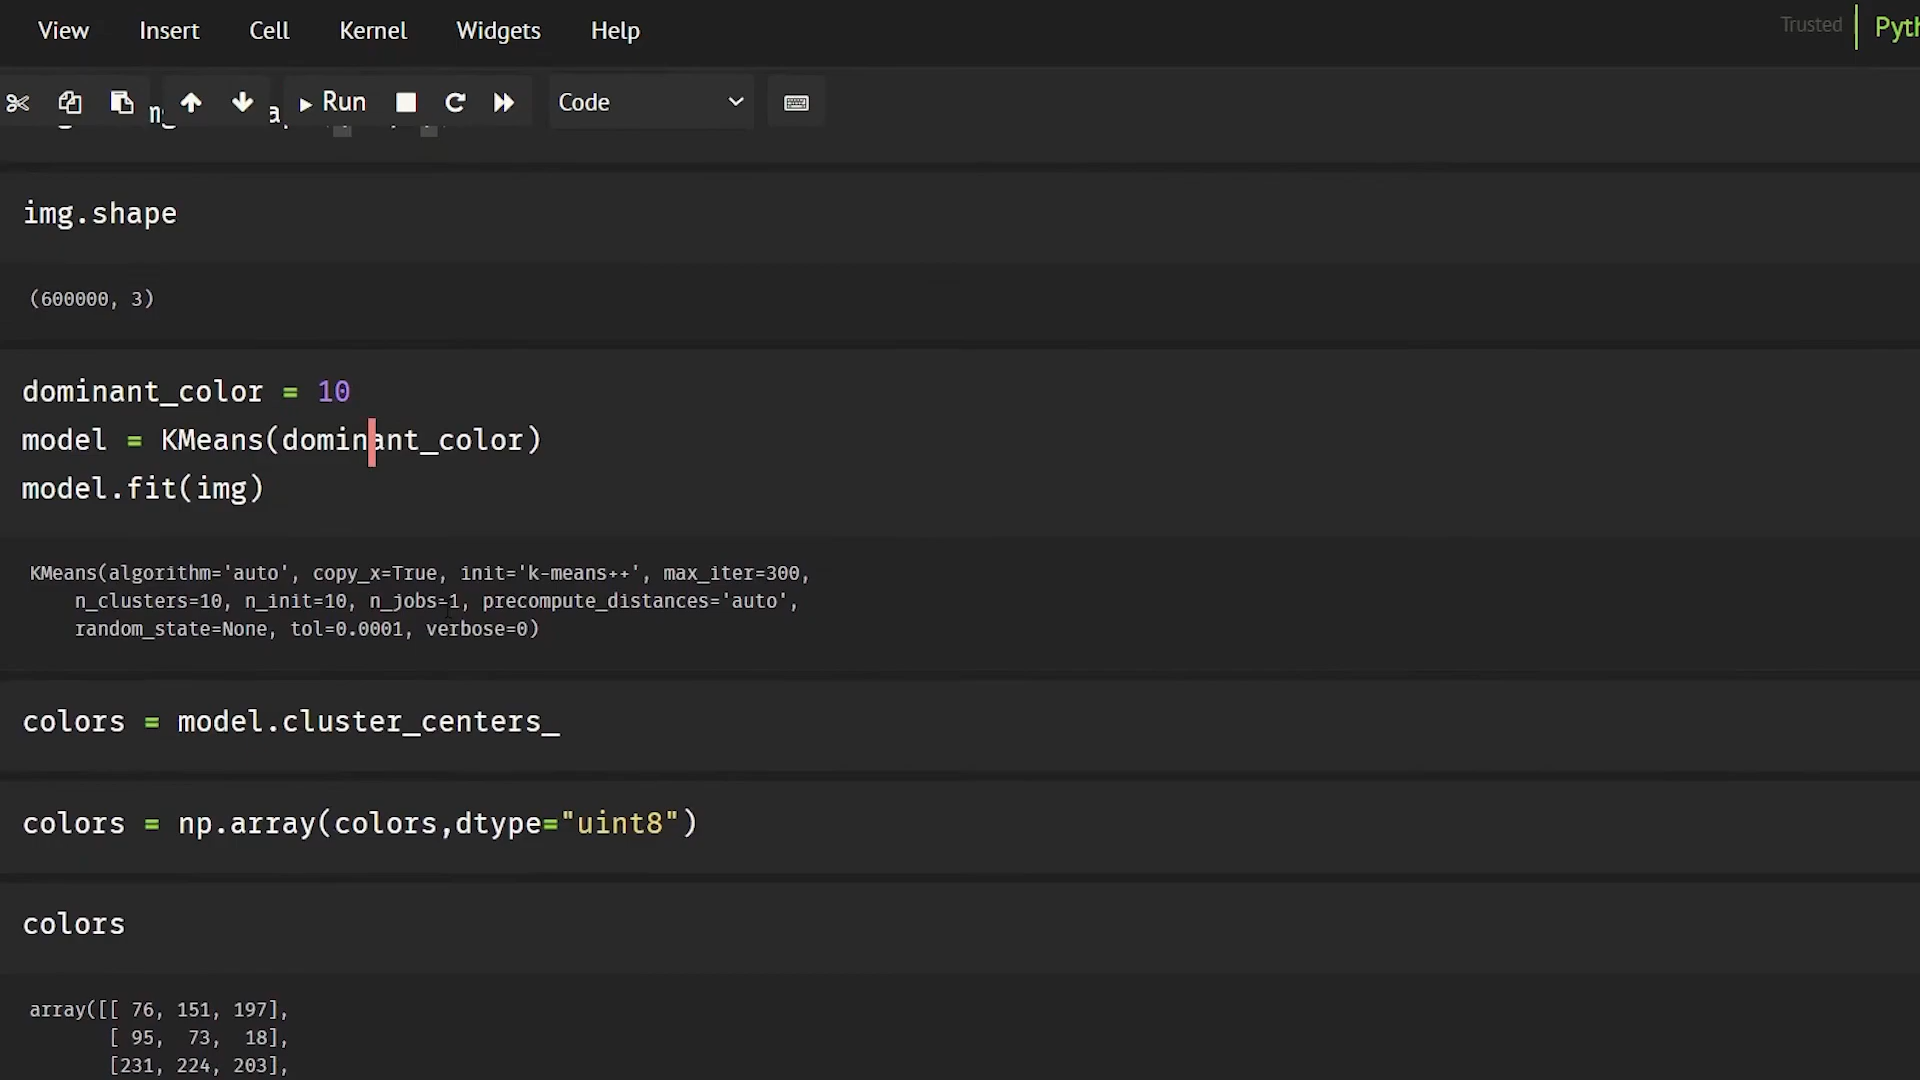 View Insert Cell Kernel Widgets Help Trusted Pyth
Run Code
img.shape
(600000, 3)
dominant_color = 10
model = KMeans(dominant_color)
model.fit(img)
KMeans(algorithm='auto', copy_x=True, init='k-means++', max_iter=300,
n_clusters=10, n_init=10, n_jobs=1, precompute_distances='auto',
random_state=None, tol=0.0001, verbose=0)
colors = model.cluster_centers_
colors = np.array(colors,dtype="uint8")
colors
array([[ 76, 151, 197],
[ 95, 73, 18],
[231, 224, 203],